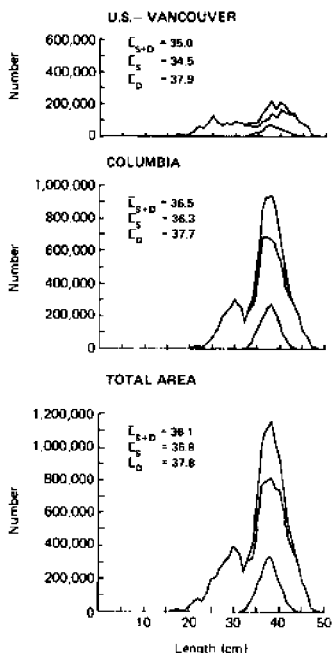 U.S.– VANCOUVER
600,000
400,000
200,000
0
Number
L̄S+D = 35.0
L̄S = 34.5
L̄D = 37.9
COLUMBIA
1,000,000
800,000
600,000
400,000
200,000
0
Number
L̄S+D = 36.5
L̄S = 36.3
L̄D = 37.7
TOTAL AREA
1,200,000
1,000,000
800,000
600,000
400,000
200,000
0
Number
L̄S+D = 36.1
L̄S = 35.8
L̄D = 37.8
10 20 30 40 50
Length (cm)